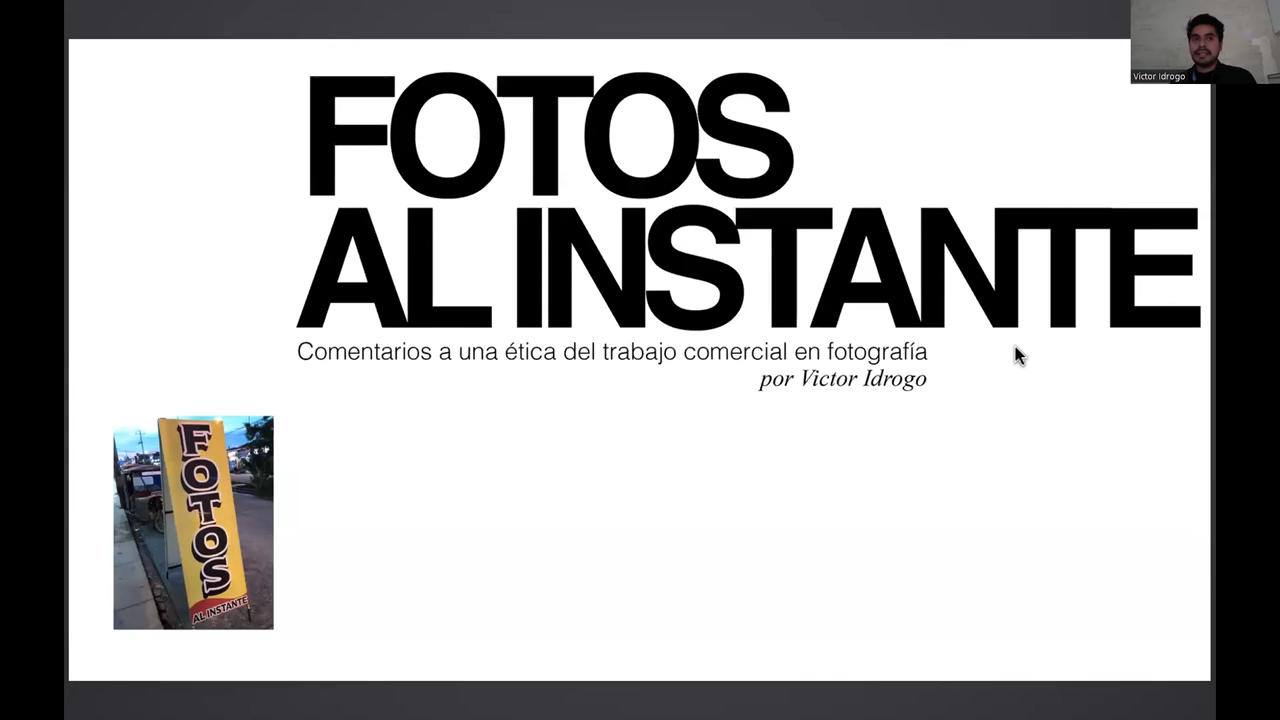 Victor Idrogo
FOTOS
AL INSTANTE
Comentarios a una ética del trabajo comercial en fotografía
por Victor Idrogo
FOTOS
AL INSTANTE